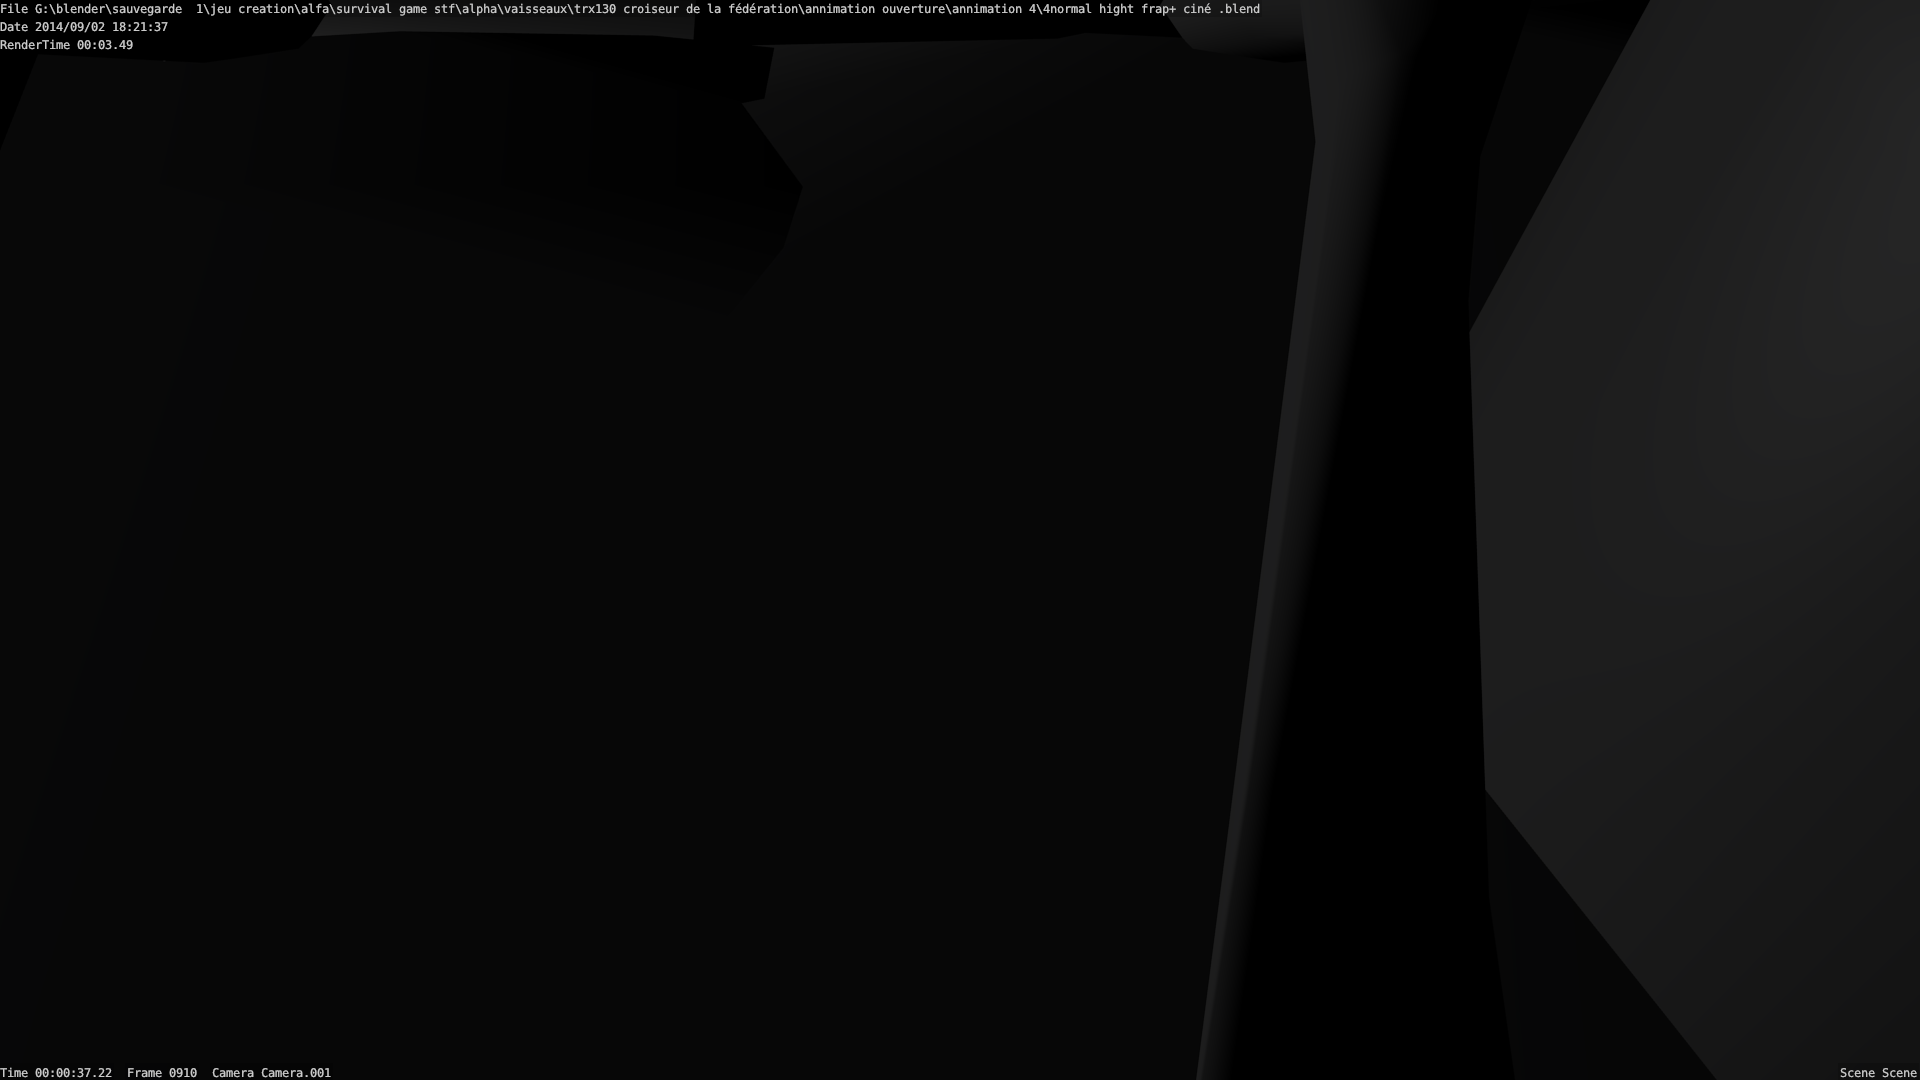 File G:\blender\sauvegarde  1\jeu creation\alfa\survival game stf\alpha\vaisseaux\trx130 croiseur de la fédération\annimation ouverture\annimation 4\4normal hight frap+ ciné .blend
Date 2014/09/02 18:21:37
RenderTime 00:03.49
Time 00:00:37.22  Frame 0910  Camera Camera.001
Scene Scene